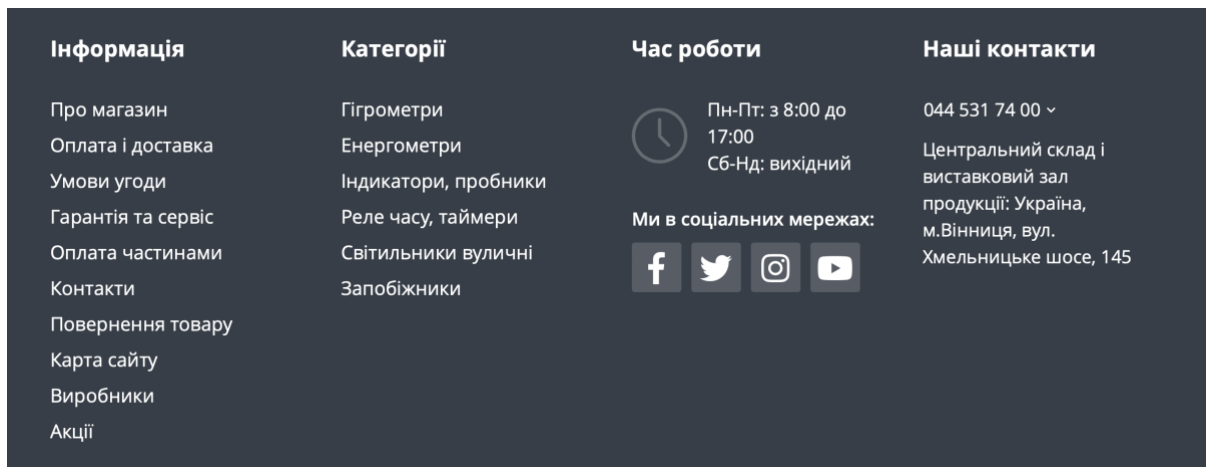 Інформація
Про магазин
Оплата і доставка
Умови угоди
Гарантія та сервіс
Оплата частинами
Контакти
Повернення товару
Карта сайту
Виробники
Акції
Категорії
Гігрометри
Енергометри
Індикатори, пробники
Реле часу, таймери
Світильники вуличні
Запобіжники
Час роботи
Пн-Пт: з 8:00 до
17:00
Сб-Нд: вихідний
Ми в соціальних мережах:
Наші контакти
044 531 74 00
Центральний склад і
виставковий зал
продукції: Україна,
м.Вінниця, вул.
Хмельницьке шосе, 145